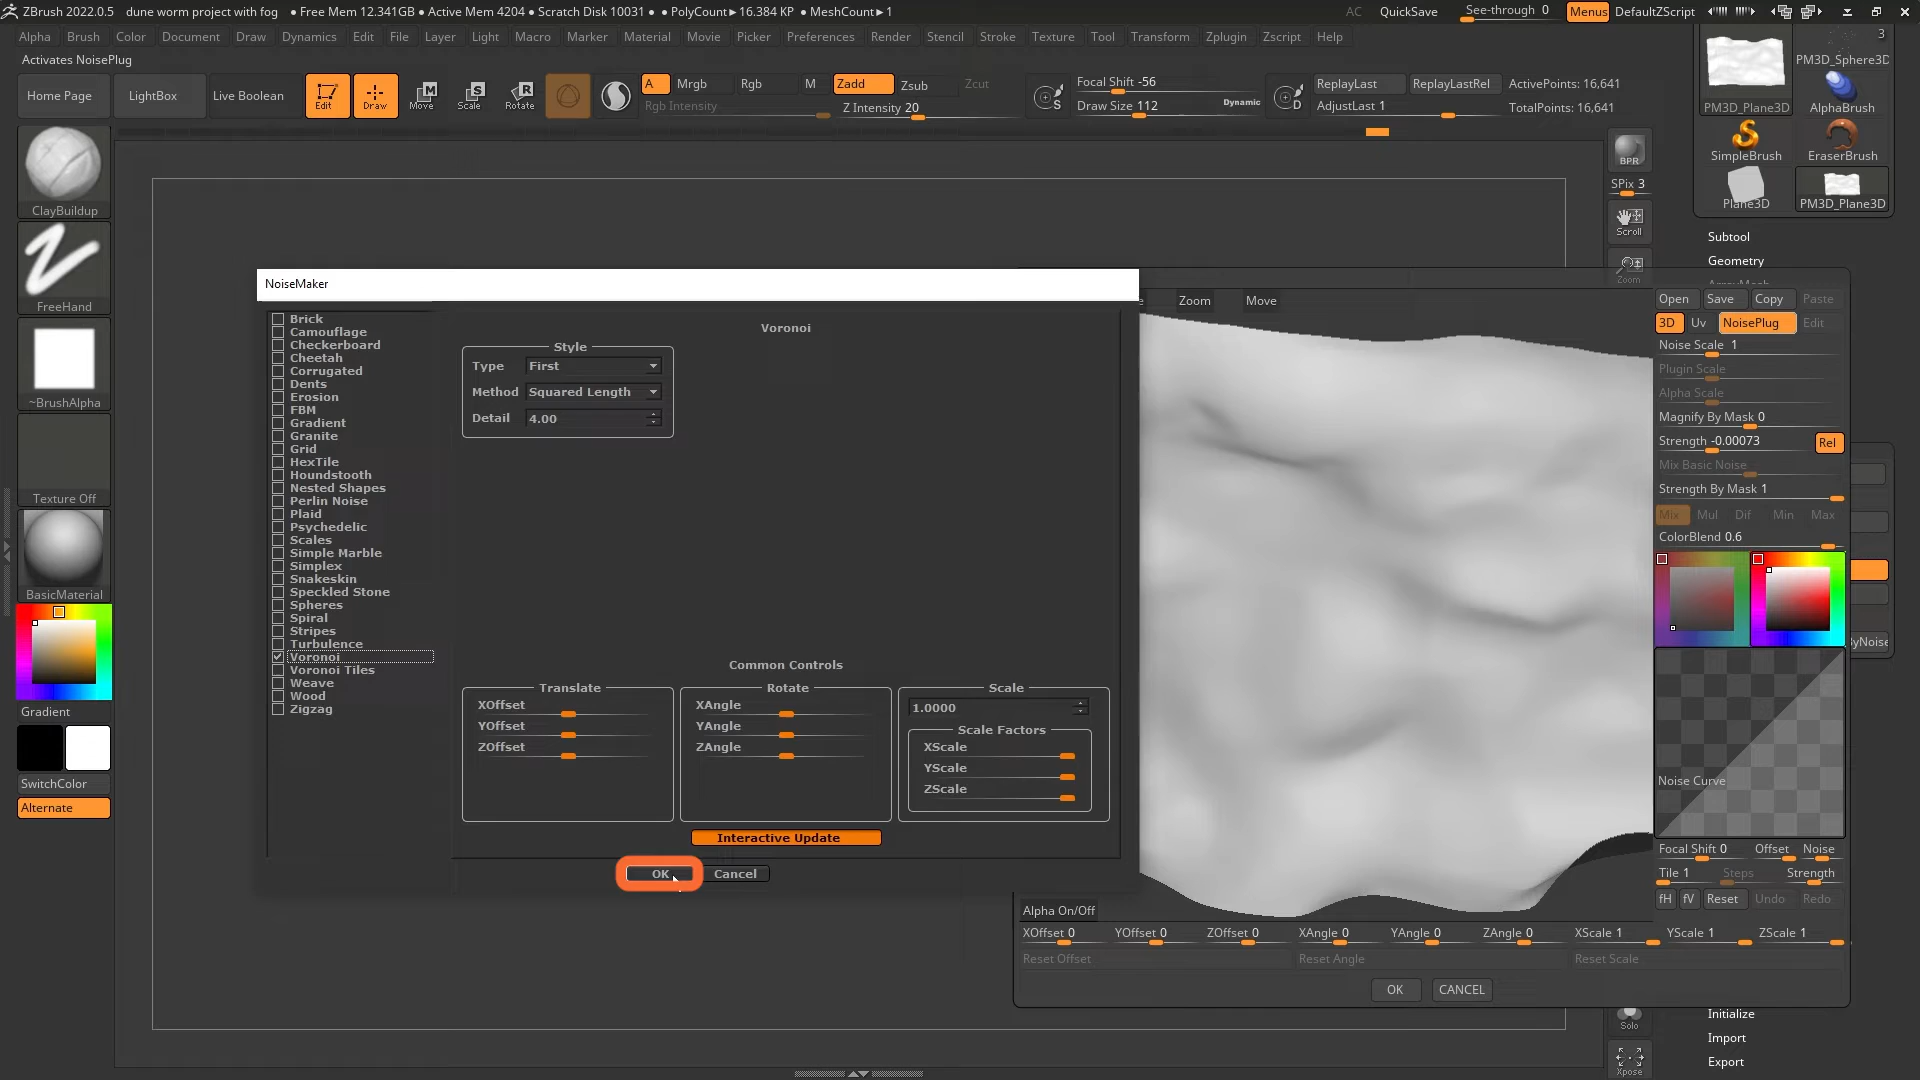 ZBrush 2022.0.5 dune worm project with fog • Free Mem 12.341GB • Active Mem 4204 • Scratch Disk 10031 • • PolyCount► 16.384 KP • MeshCount► 1
AC QuickSave See-through 0 Menus DefaultZScript
Alpha Brush Color Document Draw Dynamics Edit File Layer Light Macro Marker Material Movie Picker Preferences Render Stencil Stroke Texture Tool Transform Zplugin Zscript Help
Activates NoisePlug
Home Page LightBox Live Boolean Edit Draw Move Scale Rotate
A Mrgb Rgb M Zadd Zsub Zcut
Rgb Intensity Z Intensity 20
S Focal Shift -56
Draw Size 112 Dynamic
D ReplayLast ReplayLastRel ActivePoints: 16,641
AdjustLast 1 TotalPoints: 16,641
ClayBuildup
FreeHand
~BrushAlpha
Texture Off
BasicMaterial
Gradient
SwitchColor
Alternate
NoiseMaker
Brick
Camouflage
Checkerboard
Cheetah
Corrugated
Dents
Erosion
FBM
Gradient
Granite
Grid
HexTile
Houndstooth
Nested Shapes
Perlin Noise
Plaid
Psychedelic
Scales
Simple Marble
Simplex
Snakeskin
Speckled Stone
Spheres
Spiral
Stripes
Turbulence
Voronoi
Voronoi Tiles
Weave
Wood
Zigzag
Voronoi
Style
Type First
Method Squared Length
Detail 4.00
Common Controls
Translate
XOffset
YOffset
ZOffset
Rotate
XAngle
YAngle
ZAngle
Scale
1.0000
Scale Factors
XScale
YScale
ZScale
Interactive Update
OK Cancel
Zoom Move
Open Save Copy Paste
3D Uv NoisePlug Edit
Noise Scale 1
Plugin Scale
Alpha Scale
Magnify By Mask 0
Strength -0.00073 Rel
Mix Basic Noise
Strength By Mask 1
Mix Mul Dif Min Max
ColorBlend 0.6
Noise Curve
Focal Shift 0 Offset Noise
Tile 1 Steps Strength
fH fV Reset Undo Redo
Alpha On/Off
XOffset 0 YOffset 0 ZOffset 0 XAngle 0 YAngle 0 ZAngle 0 XScale 1 YScale 1 ZScale 1
Reset Offset Reset Angle Reset Scale
OK CANCEL
BPR
SPix 3
Scroll
Zoom
Solo
Xpose
3
PM3D_Plane3D PM3D_Sphere3D
AlphaBrush
SimpleBrush EraserBrush
Plane3D PM3D_Plane3D
Subtool
Geometry
ArrayMesh
ByNoise
Initialize
Import
Export